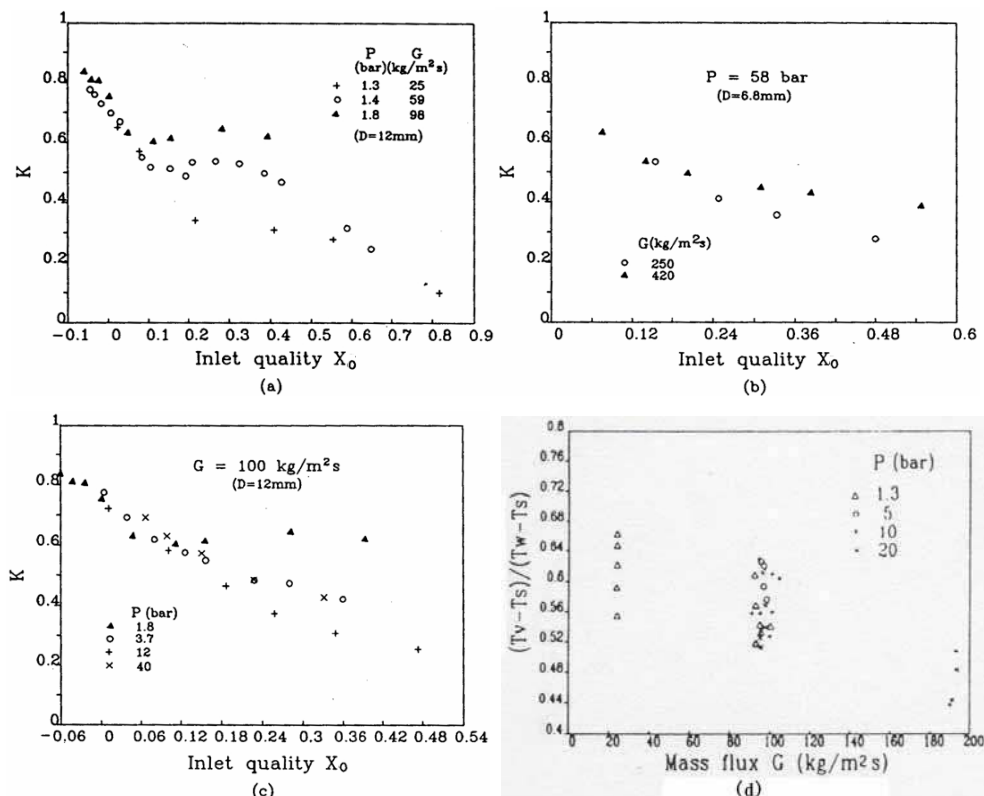 1
0.8
0.6
0.4
0.2
0
K
P G
(bar)(kg/m²s)
+ 1.3 25
o 1.4 59
▲ 1.8 98
(D=12mm)
-0.1 0 0.1 0.2 0.3 0.4 0.5 0.6 0.7 0.8 0.9
Inlet quality X₀
(a)
1
0.8
0.6
0.4
0.2
0
K
P = 58 bar
(D=6.8mm)
G(kg/m²s)
o 250
▲ 420
0 0.12 0.24 0.36 0.48 0.6
Inlet quality X₀
(b)
1
0.8
0.6
0.4
0.2
0
K
G = 100 kg/m²s
(D=12mm)
P (bar)
▲ 1.8
o 3.7
+ 12
× 40
-0,06 0 0.06 0.12 0.18 0.24 0.3 0.36 0.42 0.48 0.54
Inlet quality X₀
(c)
0.8
0.76
0.72
0.68
0.64
0.6
0.56
0.52
0.48
0.44
0.4
(Tv-Ts)/(Tw-Ts)
P (bar)
△ 1.3
o 5
10
20
0 20 40 60 80 100 120 140 160 180 200
Mass flux G (kg/m²s)
(d)